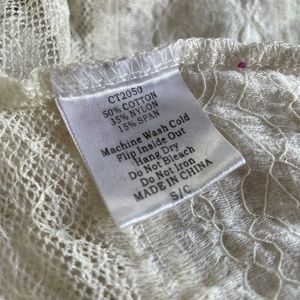 CT2050
50% COTTON
35% NYLON
15% SPAN
Machine Wash Cold
Flip Inside Out
Hang Dry
Do Not Bleach
Do Not Iron
MADE IN CHINA
S/C